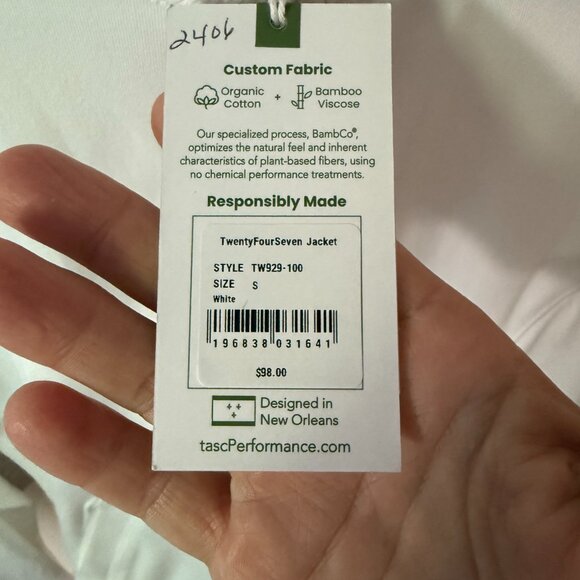 2406
Custom Fabric
Organic Cotton + Bamboo Viscose
Our specialized process, BambCo®,
optimizes the natural feel and inherent
characteristics of plant-based fibers, using
no chemical performance treatments.
Responsibly Made
TwentyFourSeven Jacket
STYLE TW929-100
SIZE S
White
196838 031641
$98.00
Designed in
New Orleans
tascPerformance.com